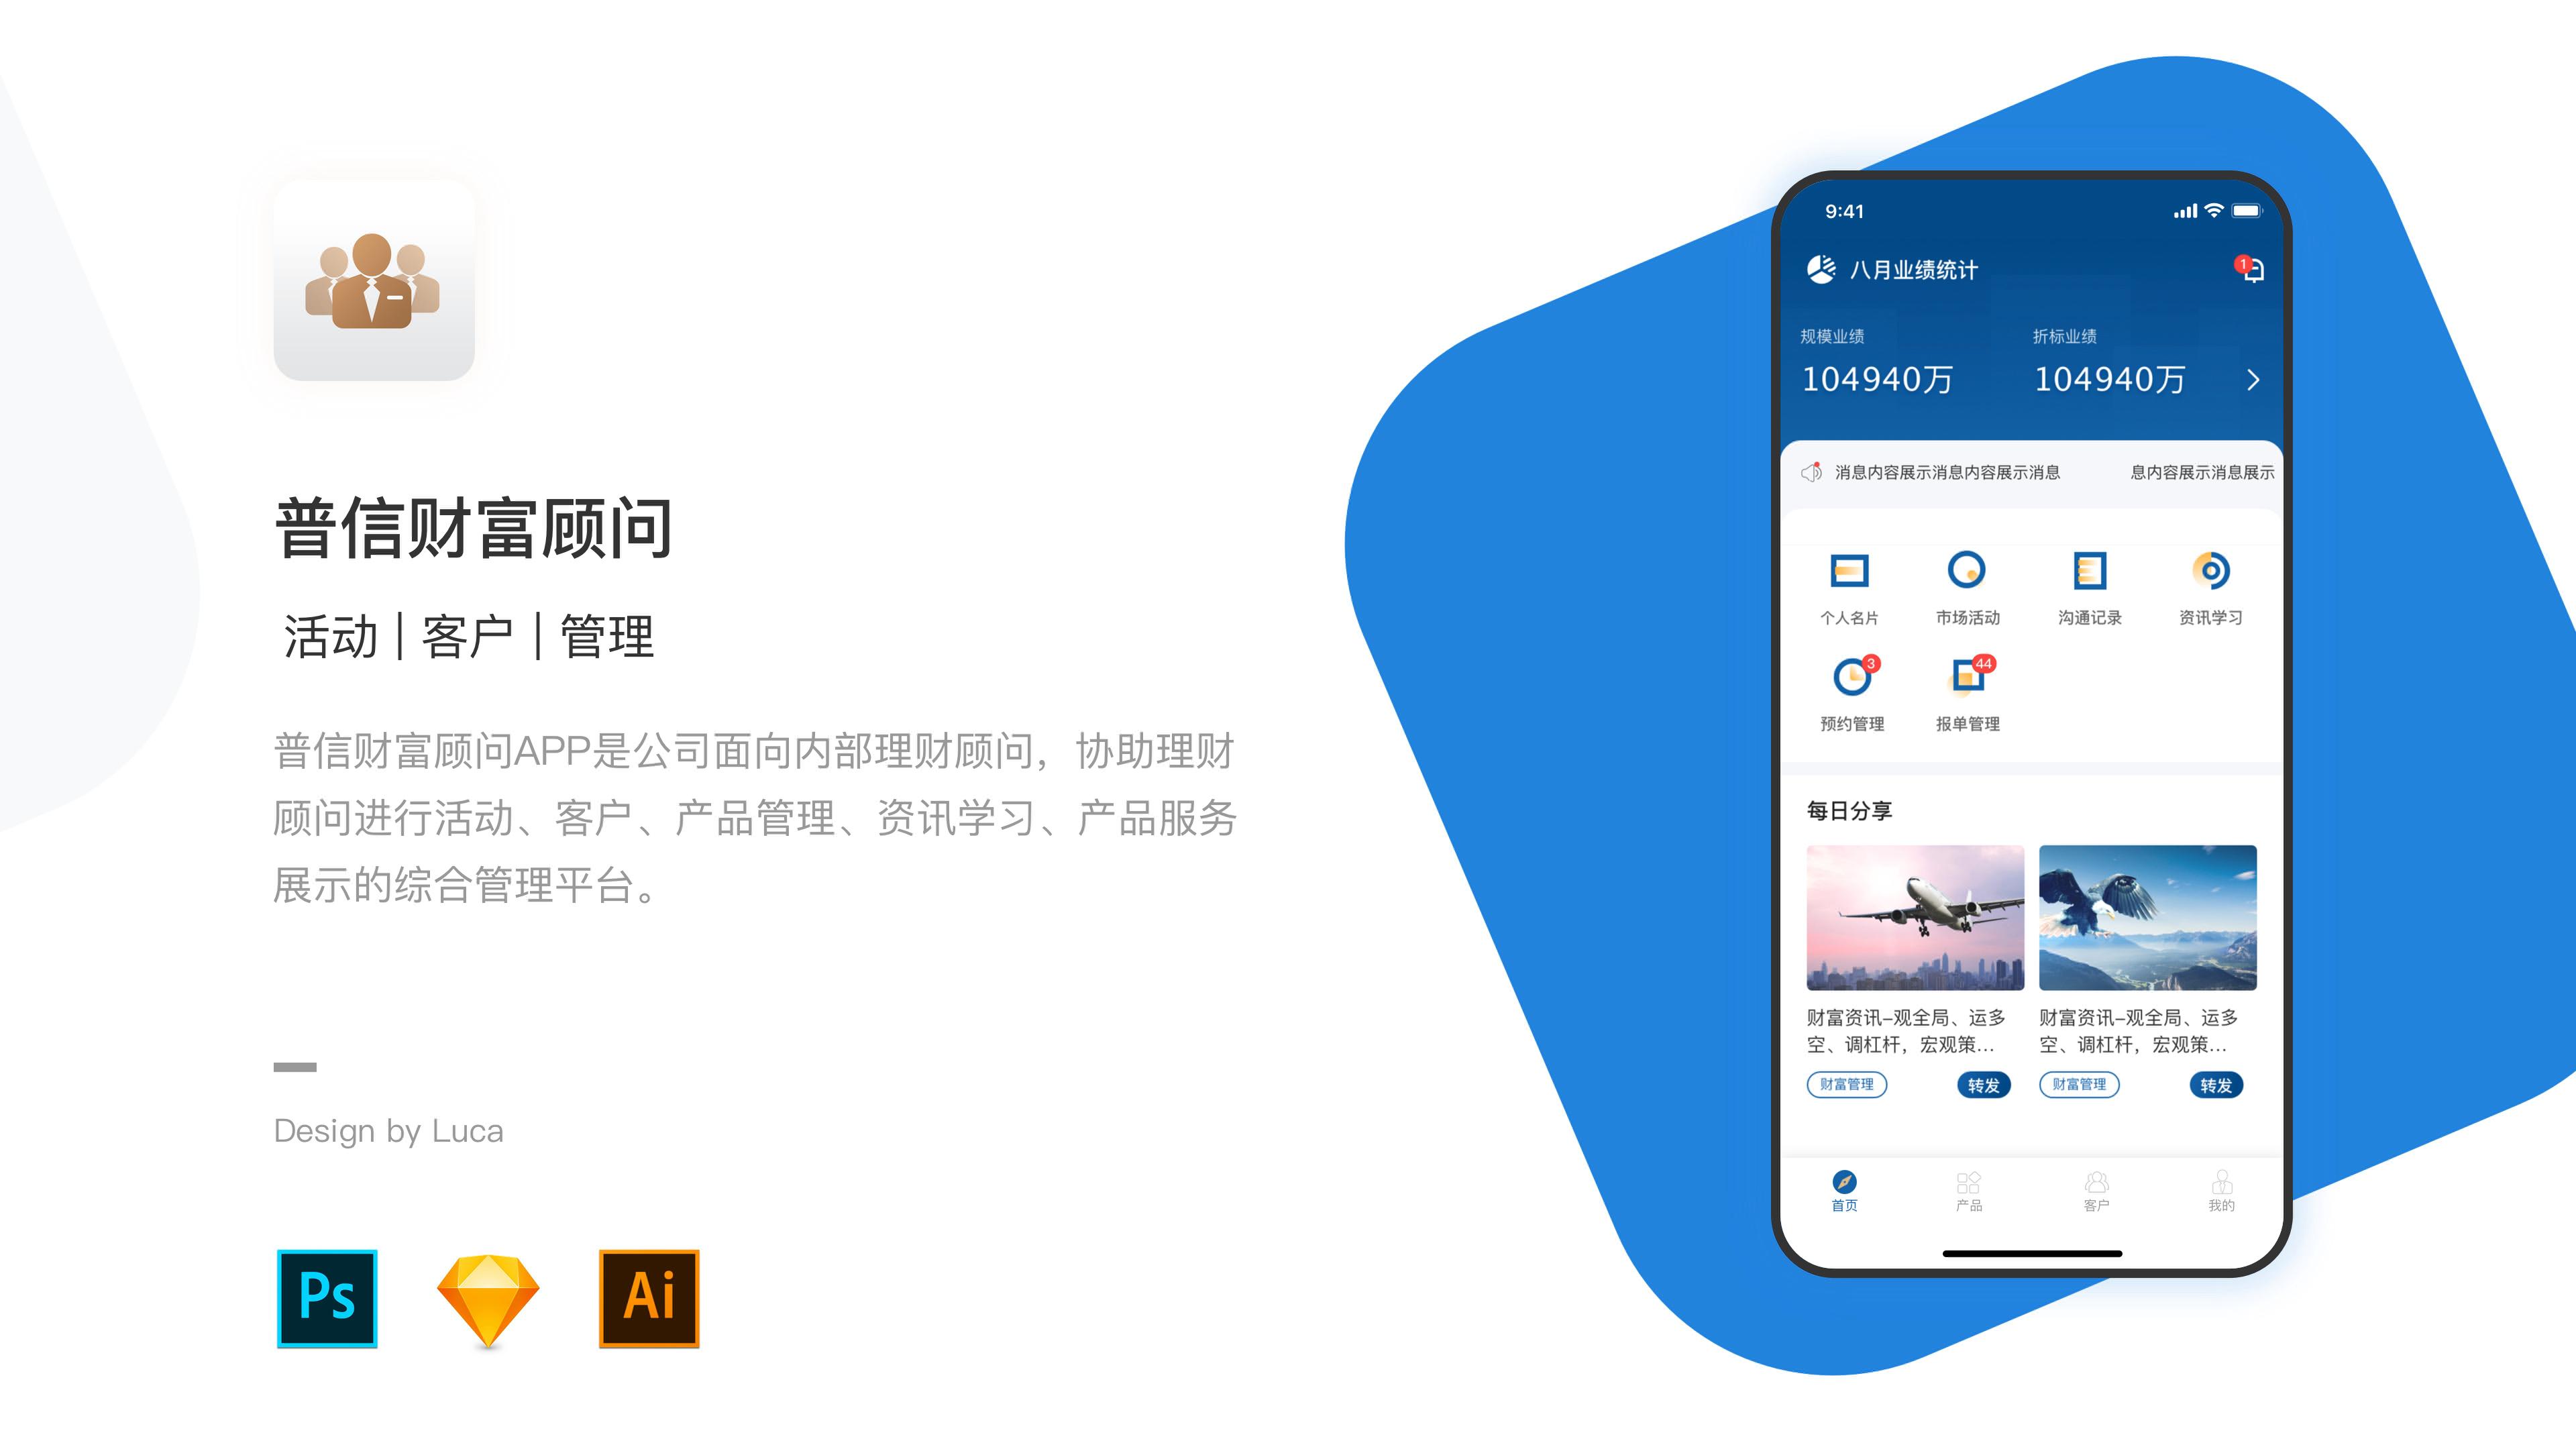 普信财富顾问
活动 | 客户 | 管理
普信财富顾问APP是公司面向内部理财顾问，协助理财
顾问进行活动、客户、产品管理、资讯学习、产品服务
展示的综合管理平台。
Design by Luca
Ps
Ai
9:41
八月业绩统计
1
规模业绩 折标业绩
104940万 104940万
消息内容展示消息内容展示消息 息内容展示消息展示
个人名片 市场活动 沟通记录 资讯学习
3 44
预约管理 报单管理
每日分享
财富资讯–观全局、运多
空、调杠杆，宏观策...
财富管理 转发
财富资讯–观全局、运多
空、调杠杆，宏观策...
财富管理 转发
首页 产品 客户 我的